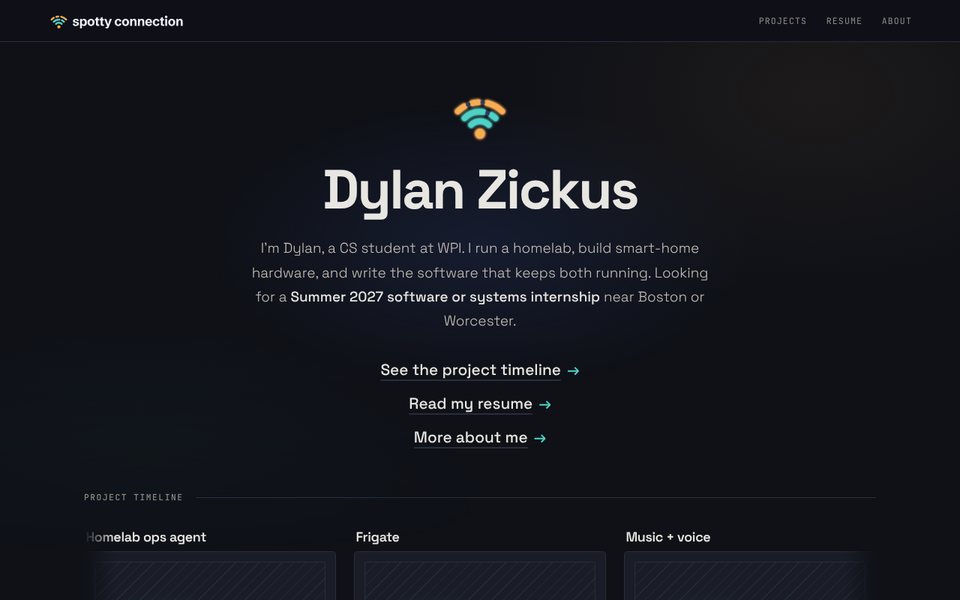 spotty connection
PROJECTS RESUME ABOUT
Dylan Zickus
I'm Dylan, a CS student at WPI. I run a homelab, build smart-home
hardware, and write the software that keeps both running. Looking
for a Summer 2027 software or systems internship near Boston or
Worcester.
See the project timeline →
Read my resume →
More about me →
PROJECT TIMELINE
Homelab ops agent
Frigate
Music + voice